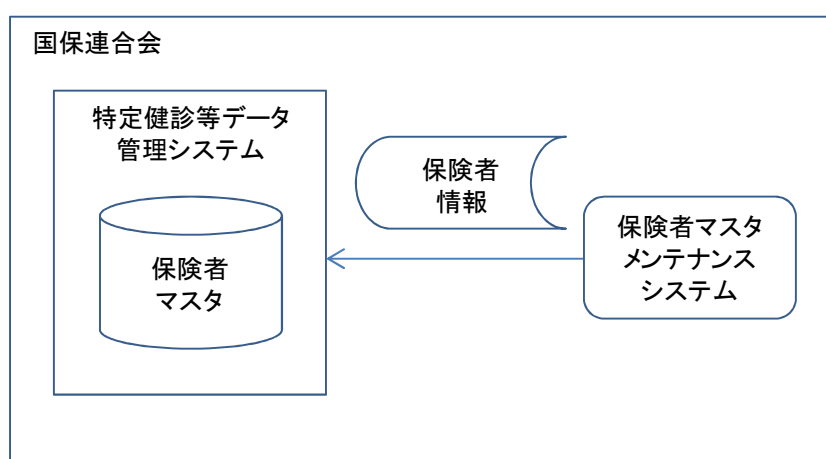 国保連合会
特定健診等データ
管理システム
保険者
マスタ
保険者
情報
保険者マスタ
メンテナンス
システム